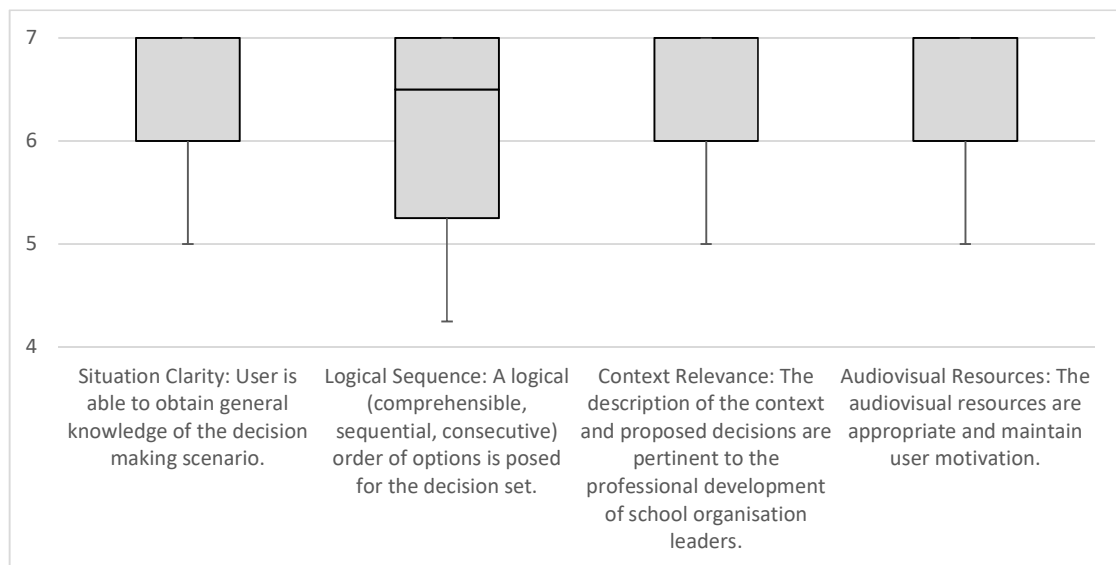 7
6
5
4
Situation Clarity: User is
able to obtain general
knowledge of the decision
making scenario.
Logical Sequence: A logical
(comprehensible,
sequential, consecutive)
order of options is posed
for the decision set.
Context Relevance: The
description of the context
and proposed decisions are
pertinent to the
professional development
of school organisation
leaders.
Audiovisual Resources: The
audiovisual resources are
appropriate and maintain
user motivation.